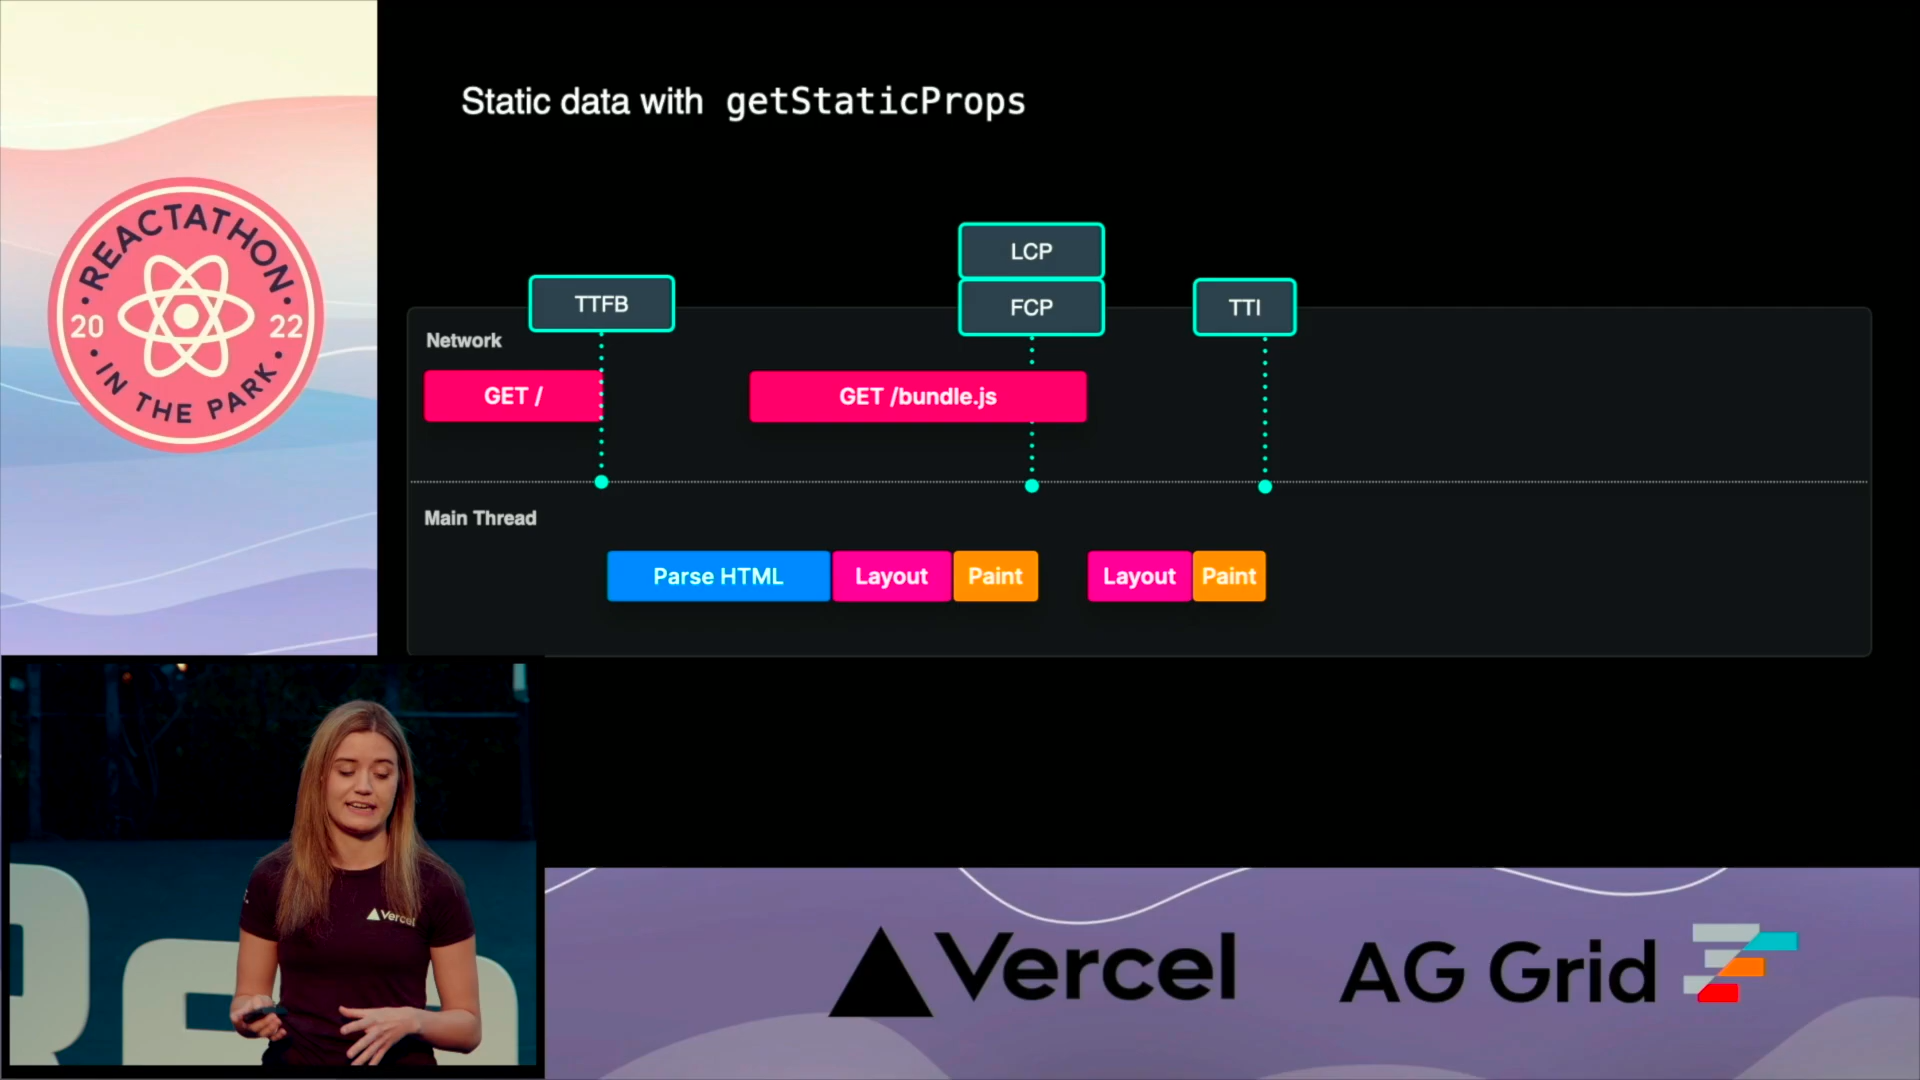 Static data with getStaticProps
REACTATHON
20 22
IN THE PARK
LCP
TTFB
FCP
TTI
Network
GET /
GET /bundle.js
Main Thread
Parse HTML
Layout
Paint
Layout
Paint
Vercel
Vercel
AG Grid